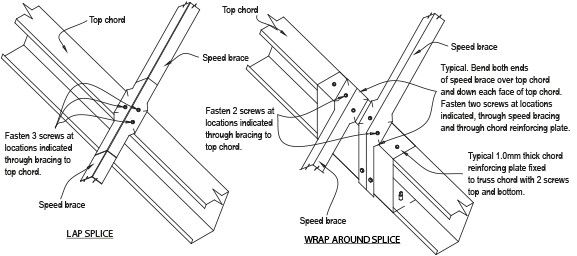 Top chord
Speed brace
Fasten 3 screws at
locations indicated
through bracing to
top chord.
Speed brace
LAP SPLICE
Top chord
Speed brace
Typical. Bend both ends
of speed brace over top chord
and down each face of top chord.
Fasten two screws at locations
indicated, through speed bracing
and through chord reinforcing plate.
Fasten 2 screws at
locations indicated
through bracing to
top chord.
Typical 1.0mm thick chord
reinforcing plate fixed
to truss chord with 2 screws
top and bottom.
Speed brace
WRAP AROUND SPLICE